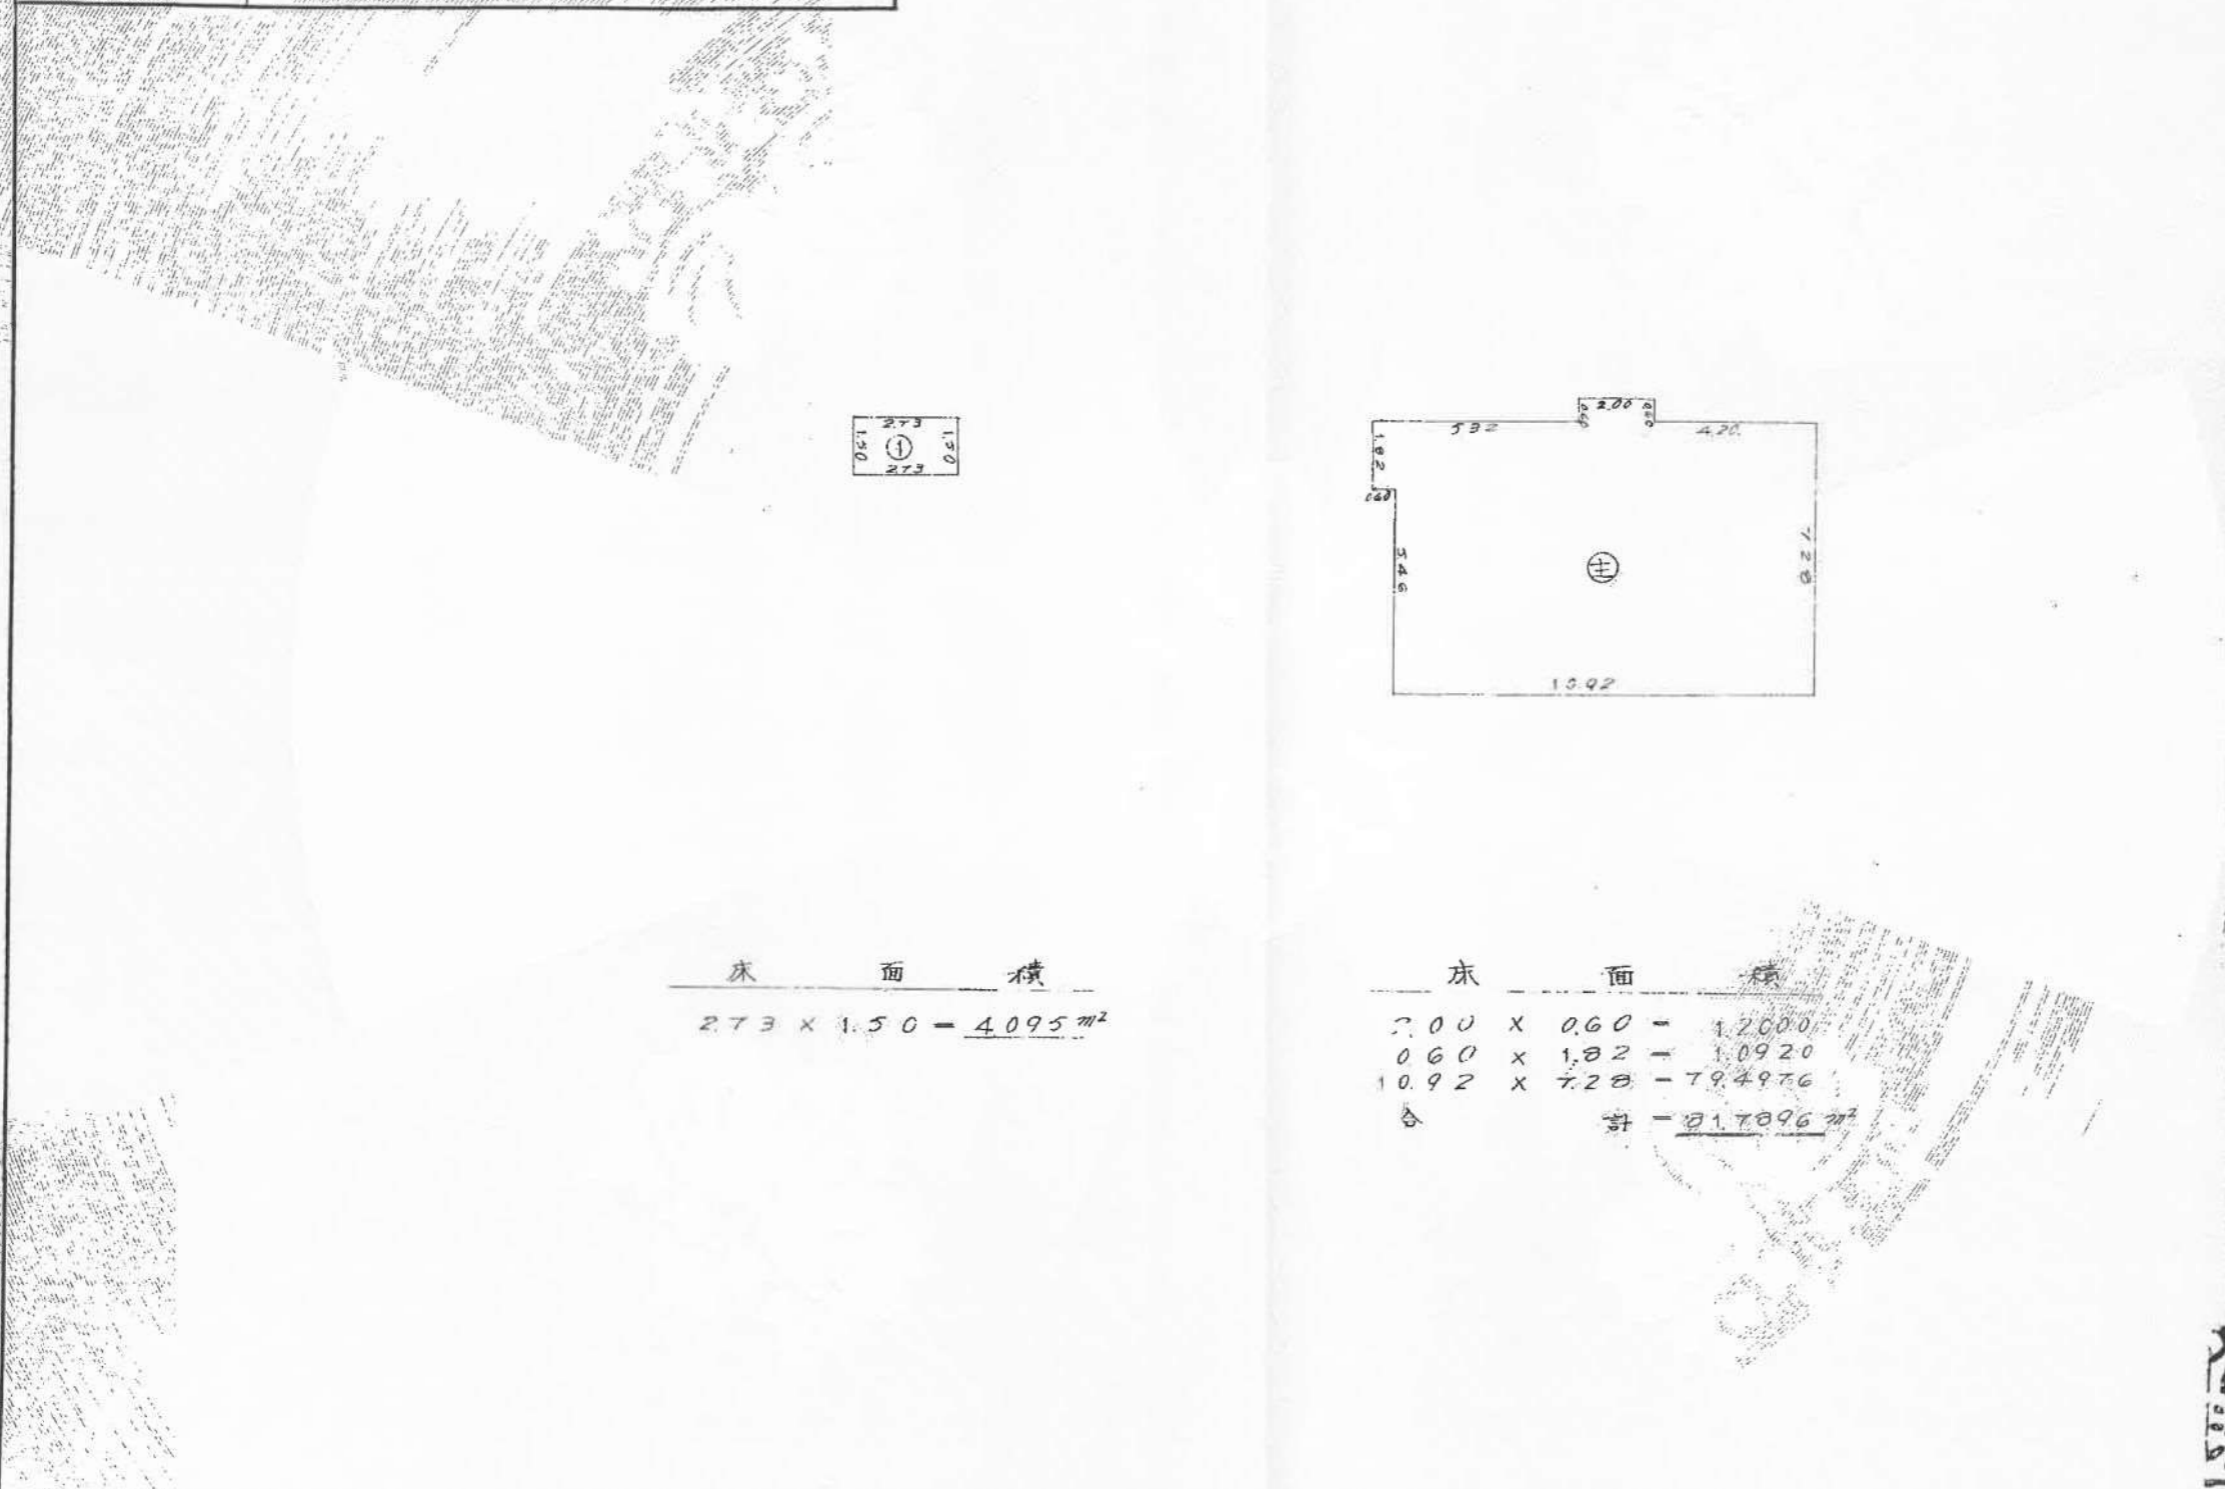 2.73
1.50
①
1.50
2.73
2.00
0.60
0.60
5.32
4.20
1.82
0.60
5.46
主
7.28
10.92
床 面 積
2.73 × 1.50 = 4.095 m²
床 面 積
2.00 × 0.60 = 1.2000
0.60 × 1.82 = 1.0920
10.92 × 7.28 = 79.4976
合 計 = 81.7896 m²